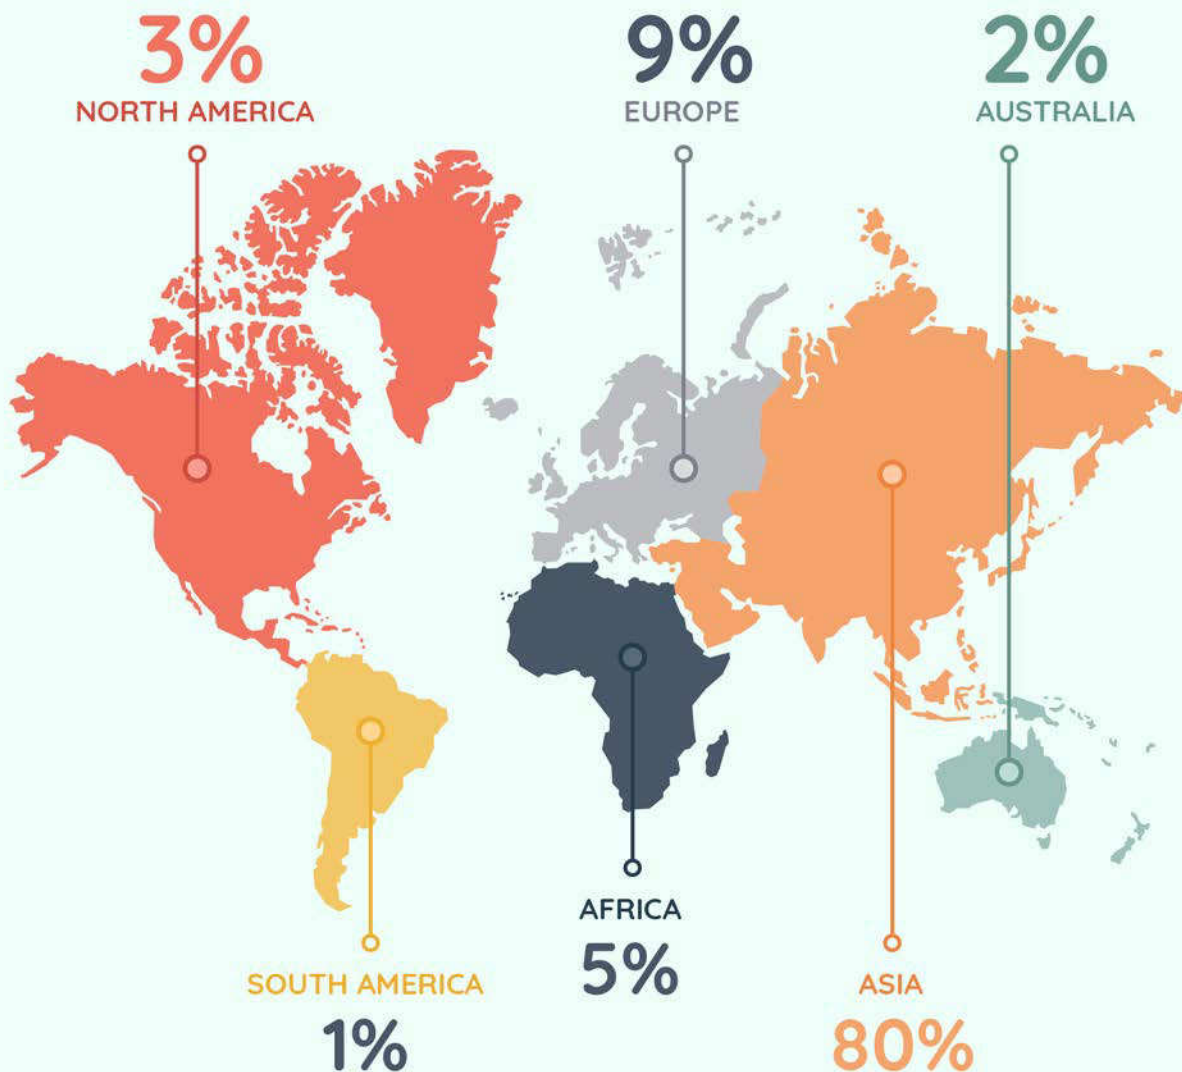 3%
NORTH AMERICA
9%
EUROPE
2%
AUSTRALIA
SOUTH AMERICA
1%
AFRICA
5%
ASIA
80%